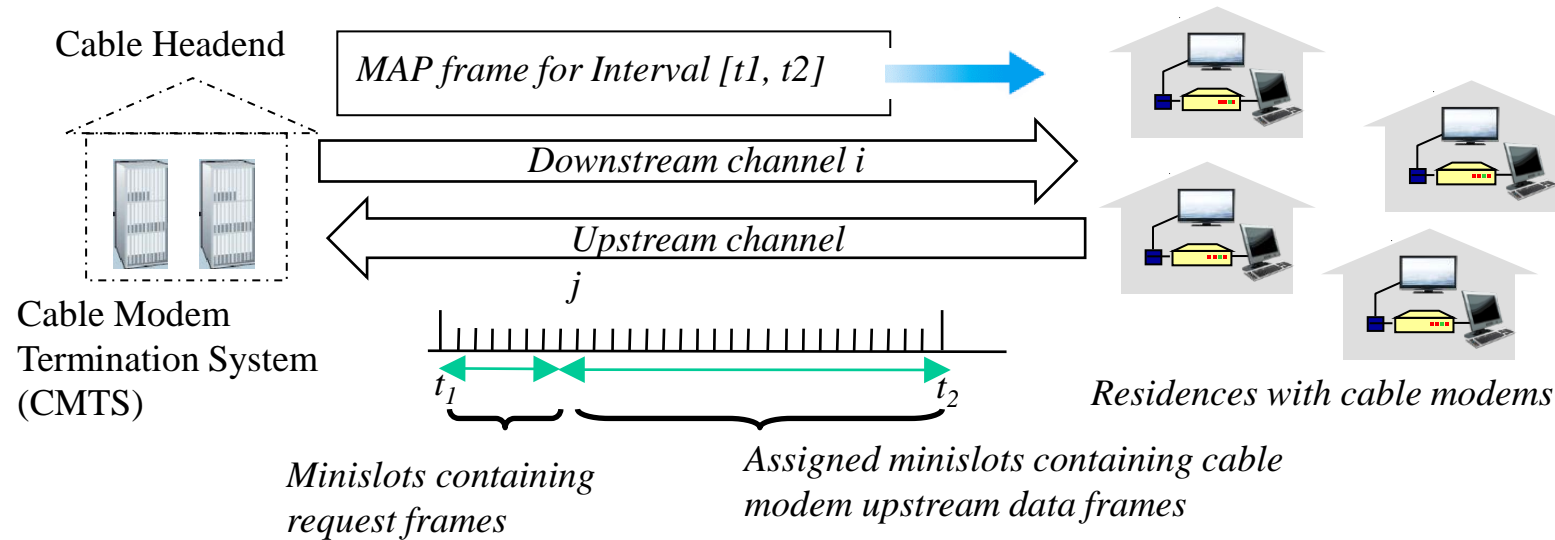 Cable Headend
MAP frame for Interval [t1, t2]
Downstream channel i
Upstream channel
j
Cable Modem
Termination System
(CMTS)
t1
t2
Residences with cable modems
Minislots containing
request frames
Assigned minislots containing cable
modem upstream data frames